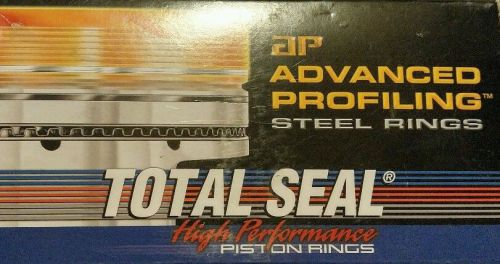 ap
ADVANCED
PROFILING™
STEEL RINGS
TOTAL SEAL®
High Performance
PISTON RINGS